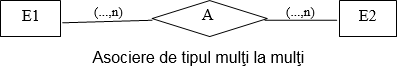 E1 (...,n) A (...,n) E2
Asociere de tipul mulţi la mulţi